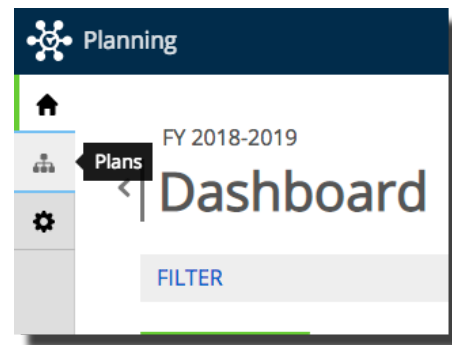 Planning
FY 2018-2019
Plans
Dashboard
FILTER